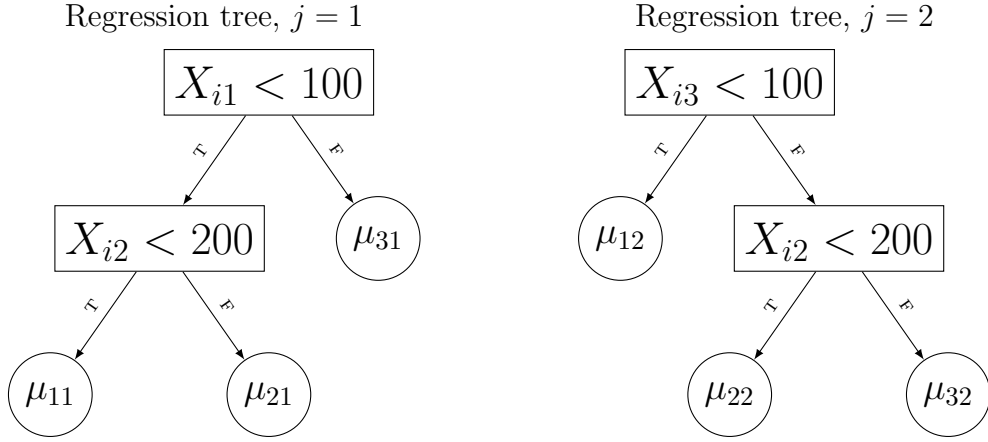 Regression tree, j = 1
X_{i1} < 100
T
F
X_{i2} < 200
μ_{31}
T
F
μ_{11}
μ_{21}
Regression tree, j = 2
X_{i3} < 100
T
F
μ_{12}
X_{i2} < 200
T
F
μ_{22}
μ_{32}